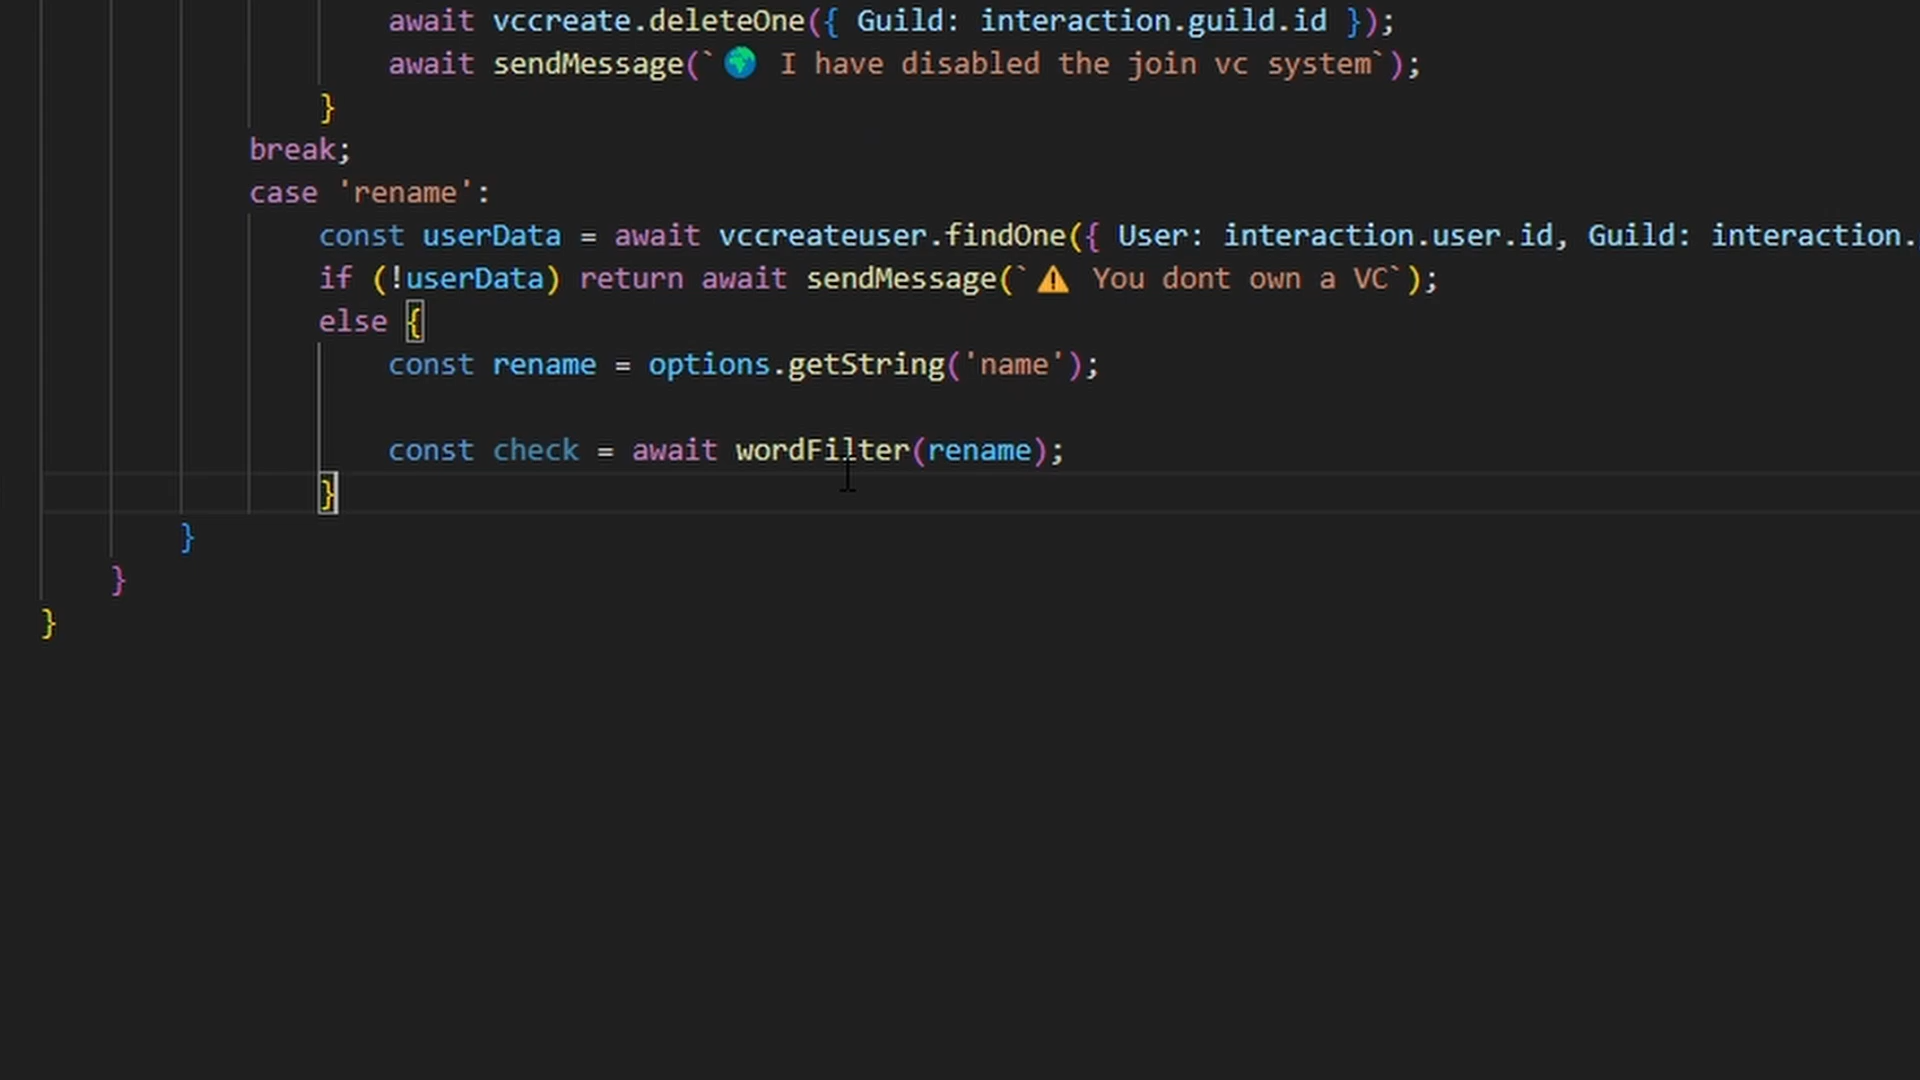 await vccreate.deleteOne({ Guild: interaction.guild.id });
await sendMessage(`🌍 I have disabled the join vc system`);
}
break;
case 'rename':
const userData = await vccreateuser.findOne({ User: interaction.user.id, Guild: interaction.
if (!userData) return await sendMessage(`⚠️ You dont own a VC`);
else {
const rename = options.getString('name');
const check = await wordFilter(rename);
}
}
}
}